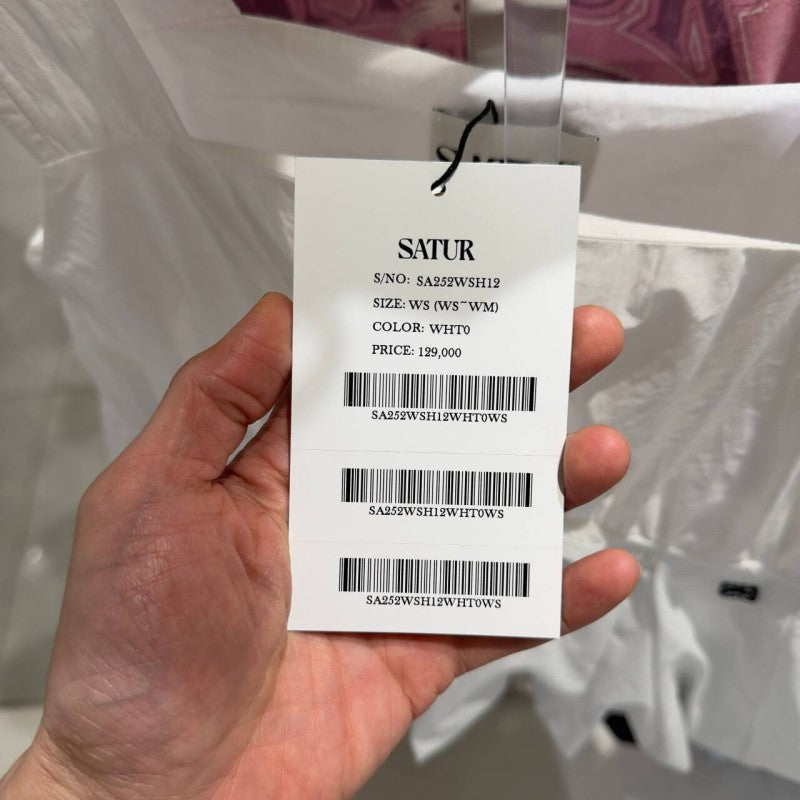 SATUR
S/NO: SA252WSH12
SIZE: WS (WS~WM)
COLOR: WHT0
PRICE: 129,000
SA252WSH12WHT0WS
SA252WSH12WHT0WS
SA252WSH12WHT0WS